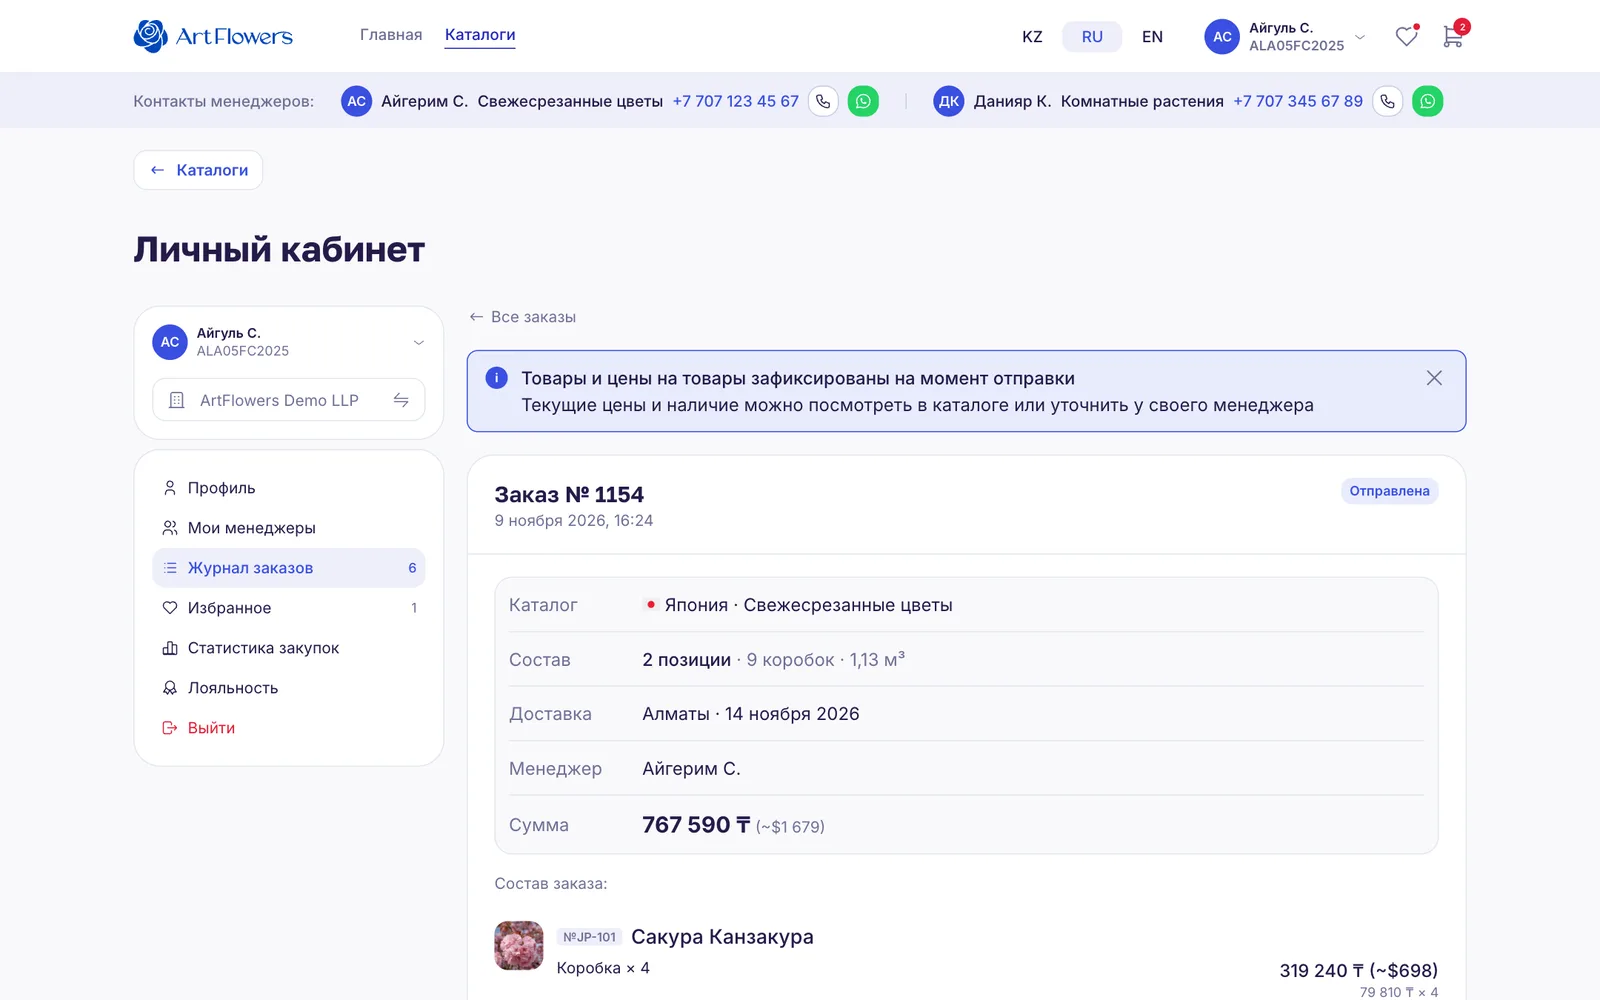 ArtFlowers
Главная
Каталоги
KZ
RU
EN
АС
Айгуль С.
ALA05FC2025
2
Контакты менеджеров:
АС
Айгерим С. Свежесрезанные цветы +7 707 123 45 67
ДК
Данияр К. Комнатные растения +7 707 345 67 89
← Каталоги
Личный кабинет
АС
Айгуль С.
ALA05FC2025
ArtFlowers Demo LLP
Профиль
Мои менеджеры
Журнал заказов 6
Избранное 1
Статистика закупок
Лояльность
Выйти
← Все заказы
Товары и цены на товары зафиксированы на момент отправки
Текущие цены и наличие можно посмотреть в каталоге или уточнить у своего менеджера
Заказ № 1154
Отправлена
9 ноября 2026, 16:24
Каталог Япония · Свежесрезанные цветы
Состав 2 позиции · 9 коробок · 1,13 м³
Доставка Алматы · 14 ноября 2026
Менеджер Айгерим С.
Сумма 767 590 ₸ (~$1 679)
Состав заказа:
№JP-101 Сакура Канзакура
Коробка × 4
319 240 ₸ (~$698)
79 810 ₸ × 4